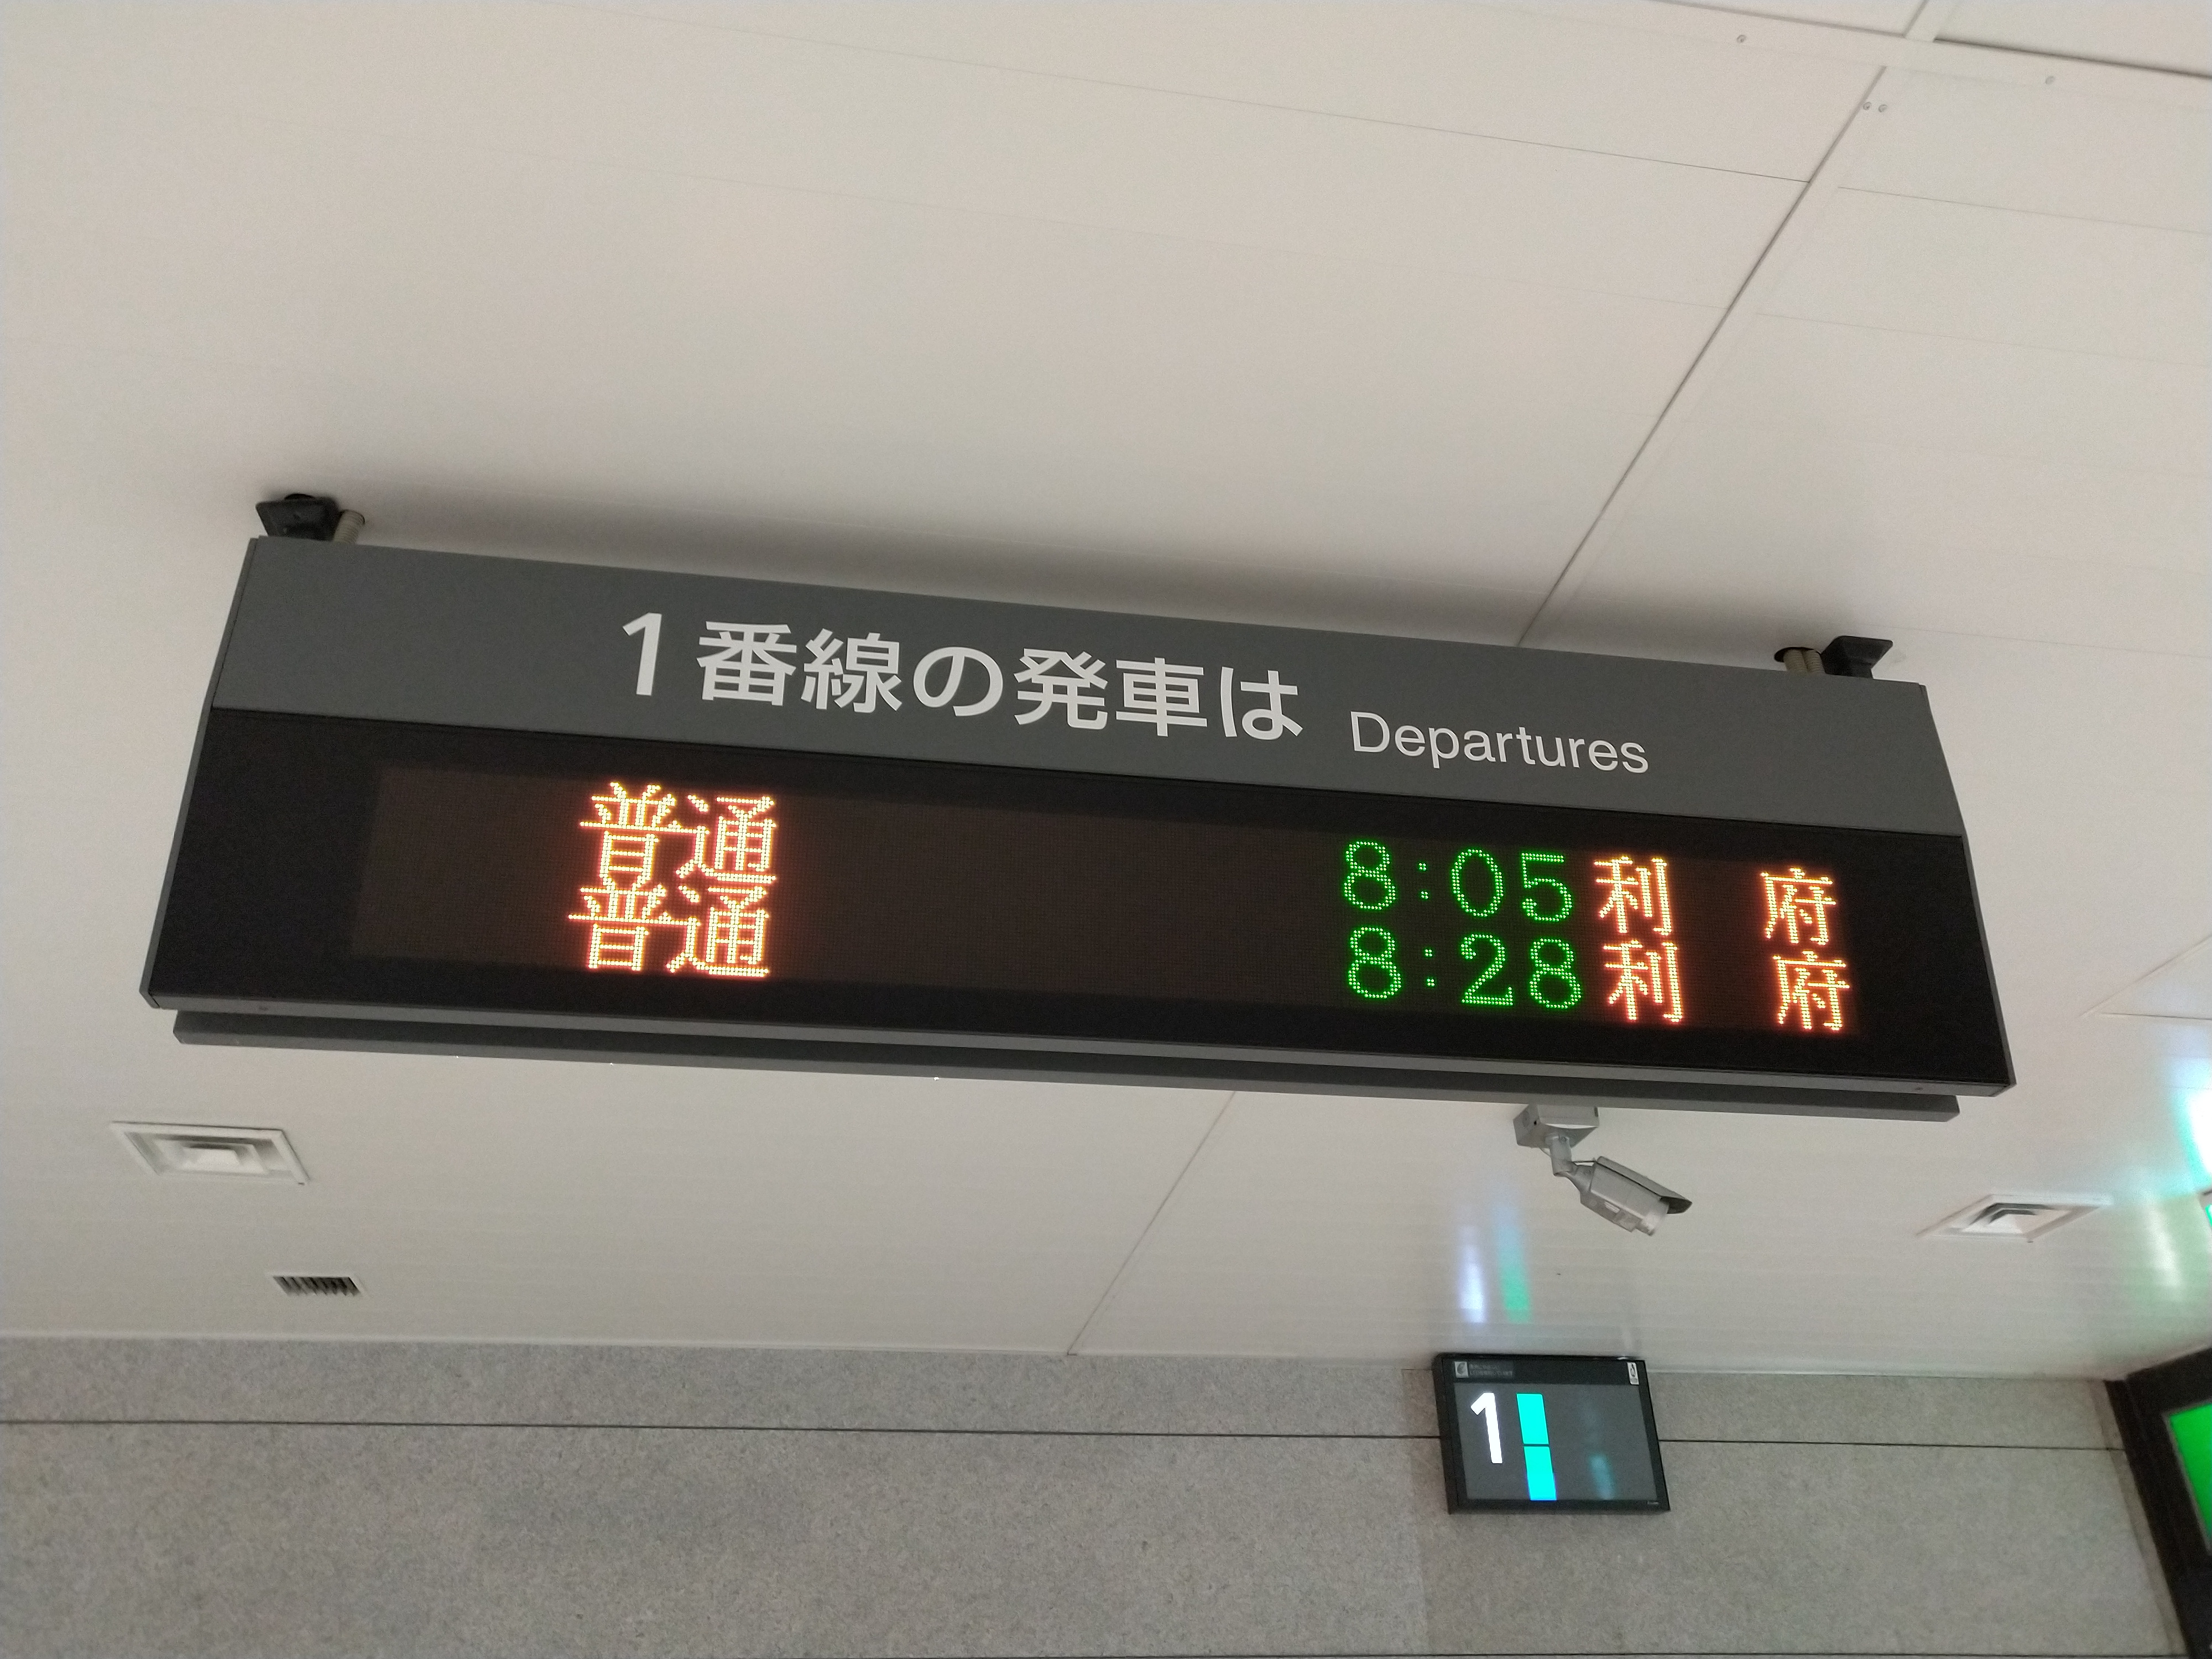 1番線の発車は Departures
普通 8:05 利府
普通 8:28 利府
1